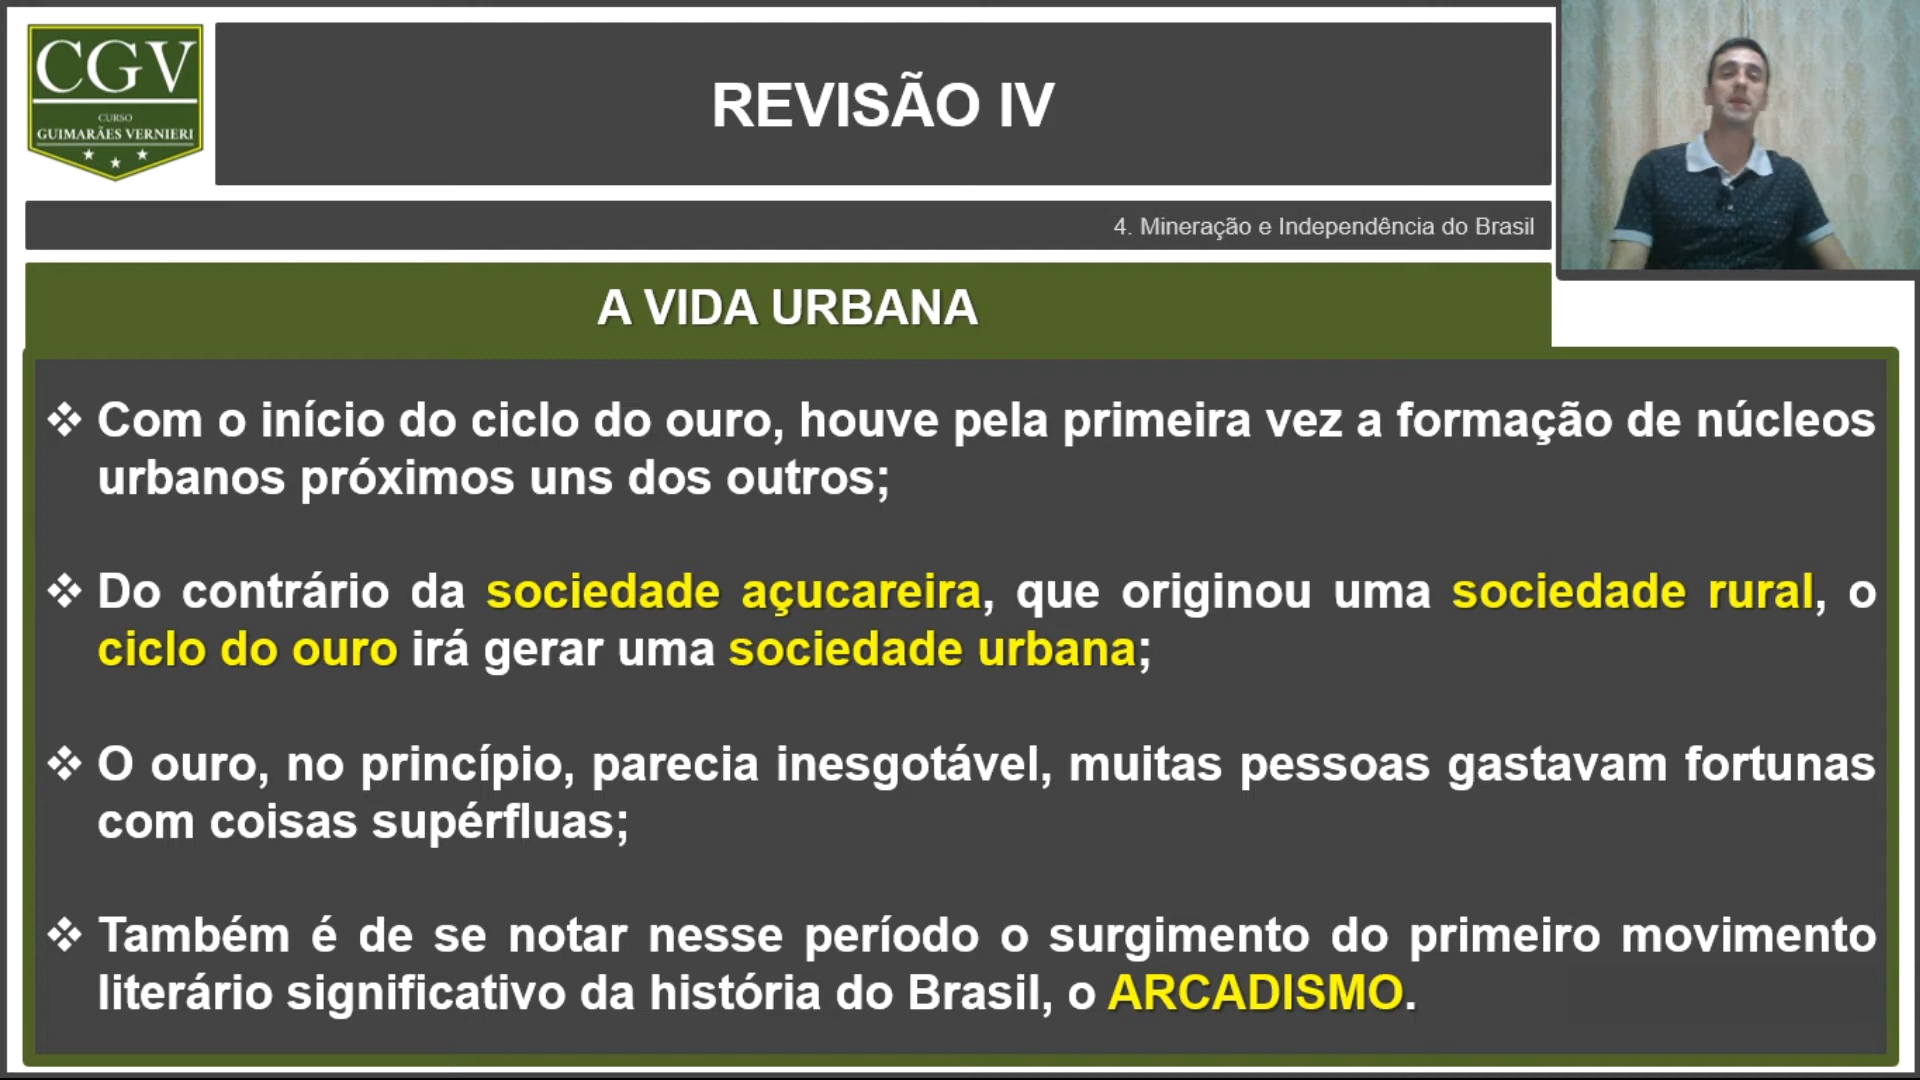 CGV
CURSO
GUIMARÃES VERNIERI
REVISÃO IV
4. Mineração e Independência do Brasil
A VIDA URBANA
❖ Com o início do ciclo do ouro, houve pela primeira vez a formação de núcleos
urbanos próximos uns dos outros;
❖ Do contrário da sociedade açucareira, que originou uma sociedade rural, o
ciclo do ouro irá gerar uma sociedade urbana;
❖ O ouro, no princípio, parecia inesgotável, muitas pessoas gastavam fortunas
com coisas supérfluas;
❖ Também é de se notar nesse período o surgimento do primeiro movimento
literário significativo da história do Brasil, o ARCADISMO.